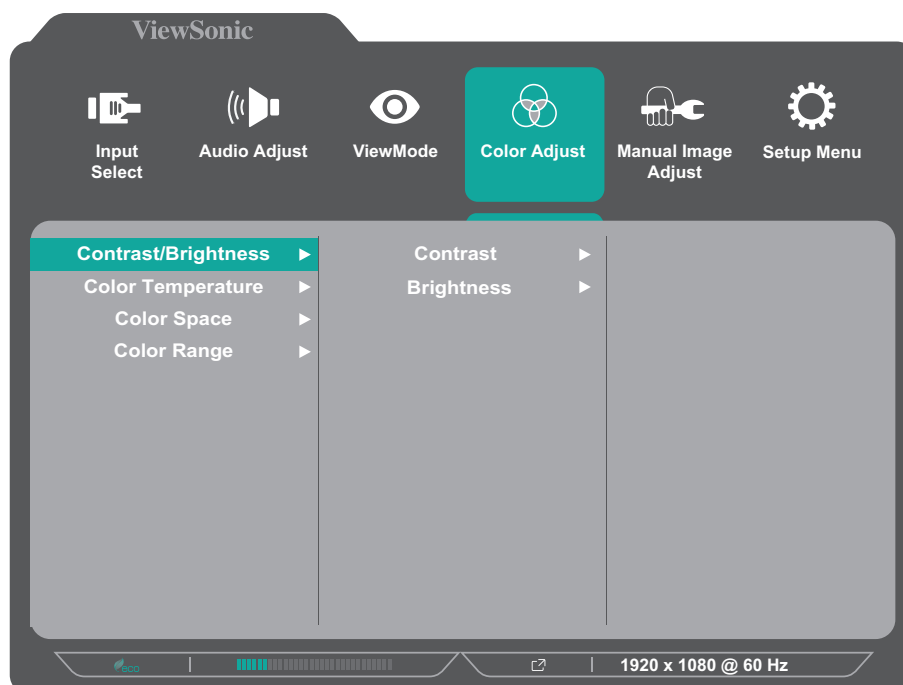 ViewSonic
Input
Select
Audio Adjust
ViewMode
Color Adjust
Manual Image
Adjust
Setup Menu
Contrast/Brightness
Color Temperature
Color Space
Color Range
Contrast
Brightness
eco
1920 x 1080 @ 60 Hz